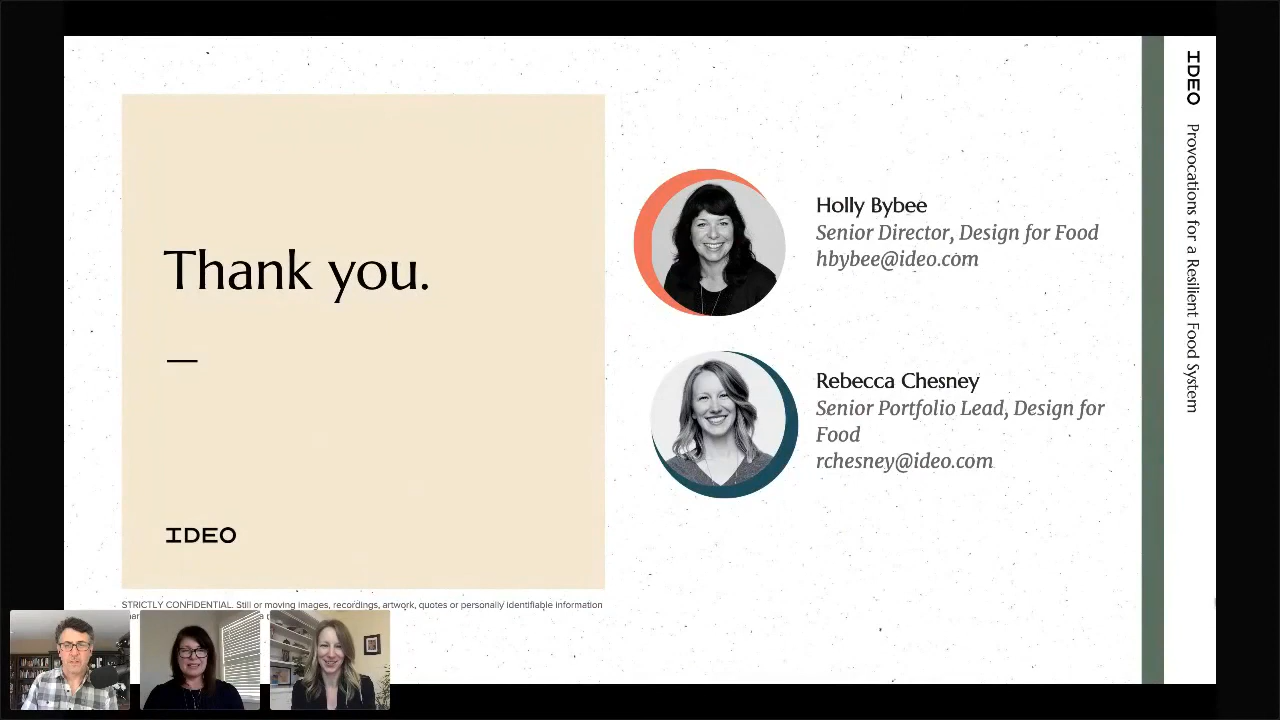 Thank you.
—
IDEO
Holly Bybee
Senior Director, Design for Food
hbybee@ideo.com
Rebecca Chesney
Senior Portfolio Lead, Design for
Food
rchesney@ideo.com
STRICTLY CONFIDENTIAL. Still or moving images, recordings, artwork, quotes or personally identifiable information
IDEO Provocations for a Resilient Food System